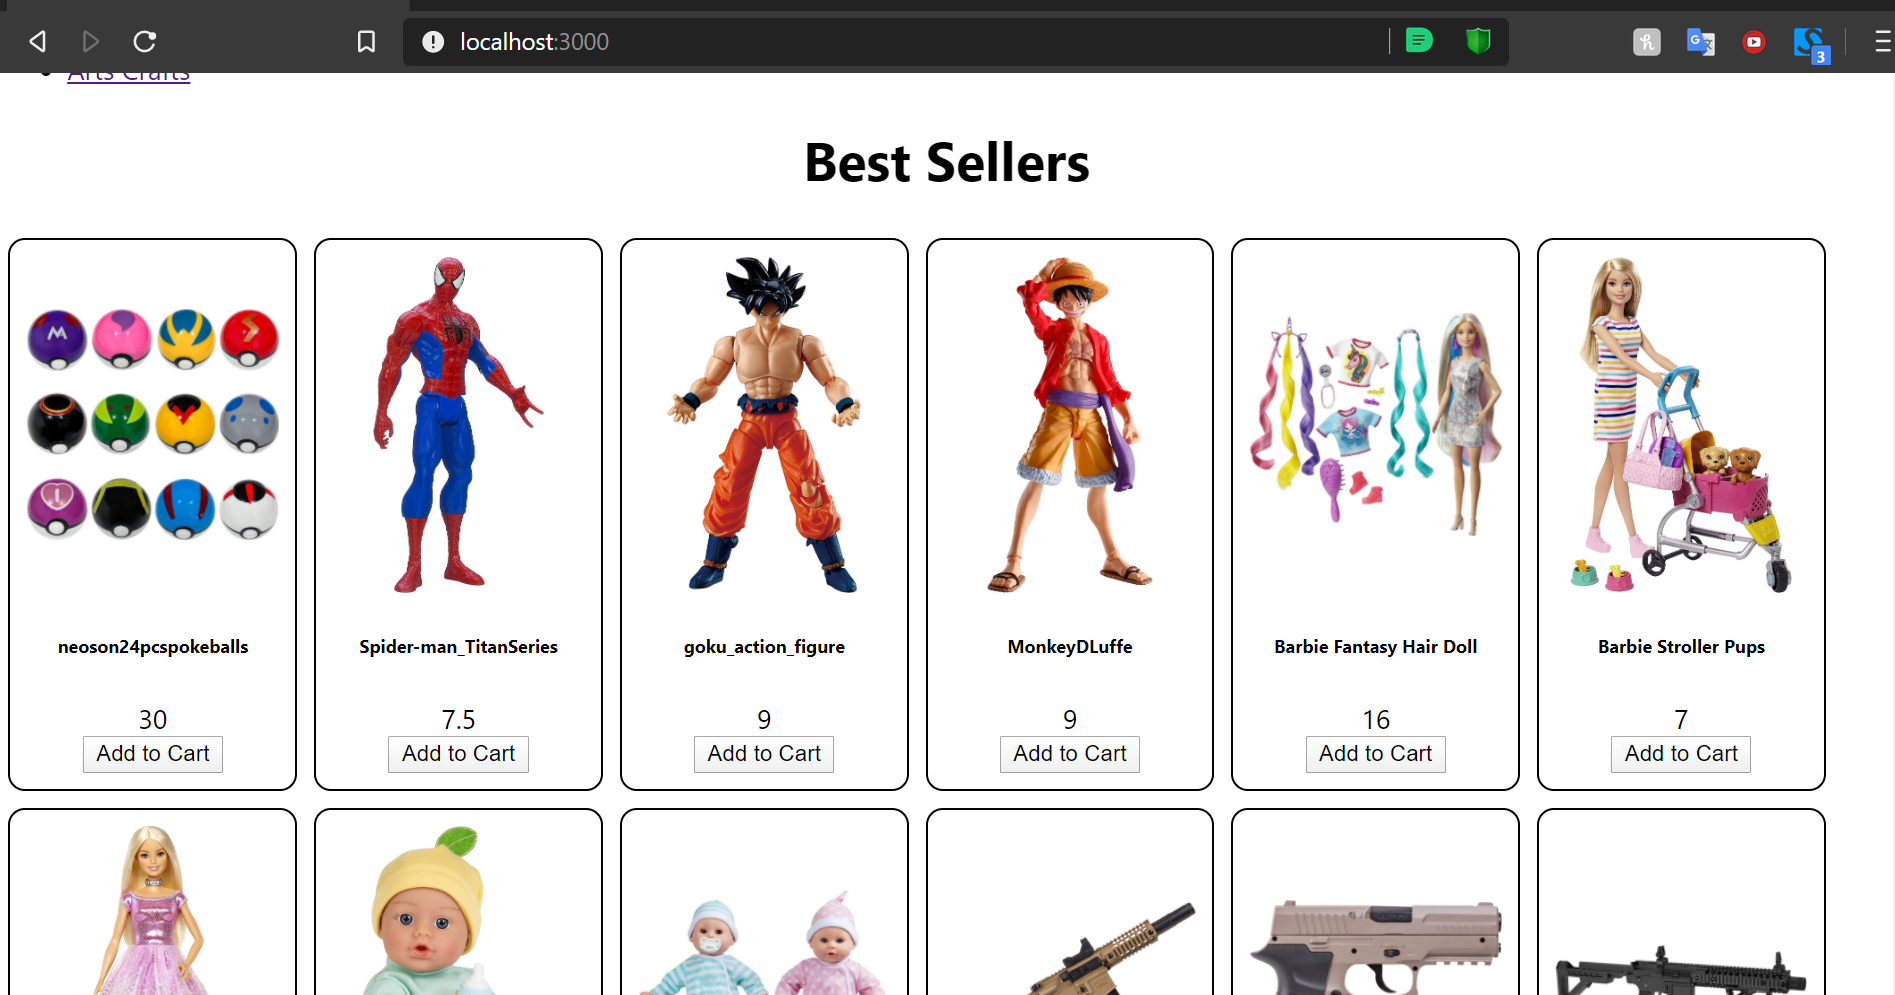 localhost:3000
3
Arts Crafts
Best Sellers
neoson24pcspokeballs
Spider-man_TitanSeries
goku_action_figure
MonkeyDLuffe
Barbie Fantasy Hair Doll
Barbie Stroller Pups
30
7.5
9
9
16
7
Add to Cart
Add to Cart
Add to Cart
Add to Cart
Add to Cart
Add to Cart